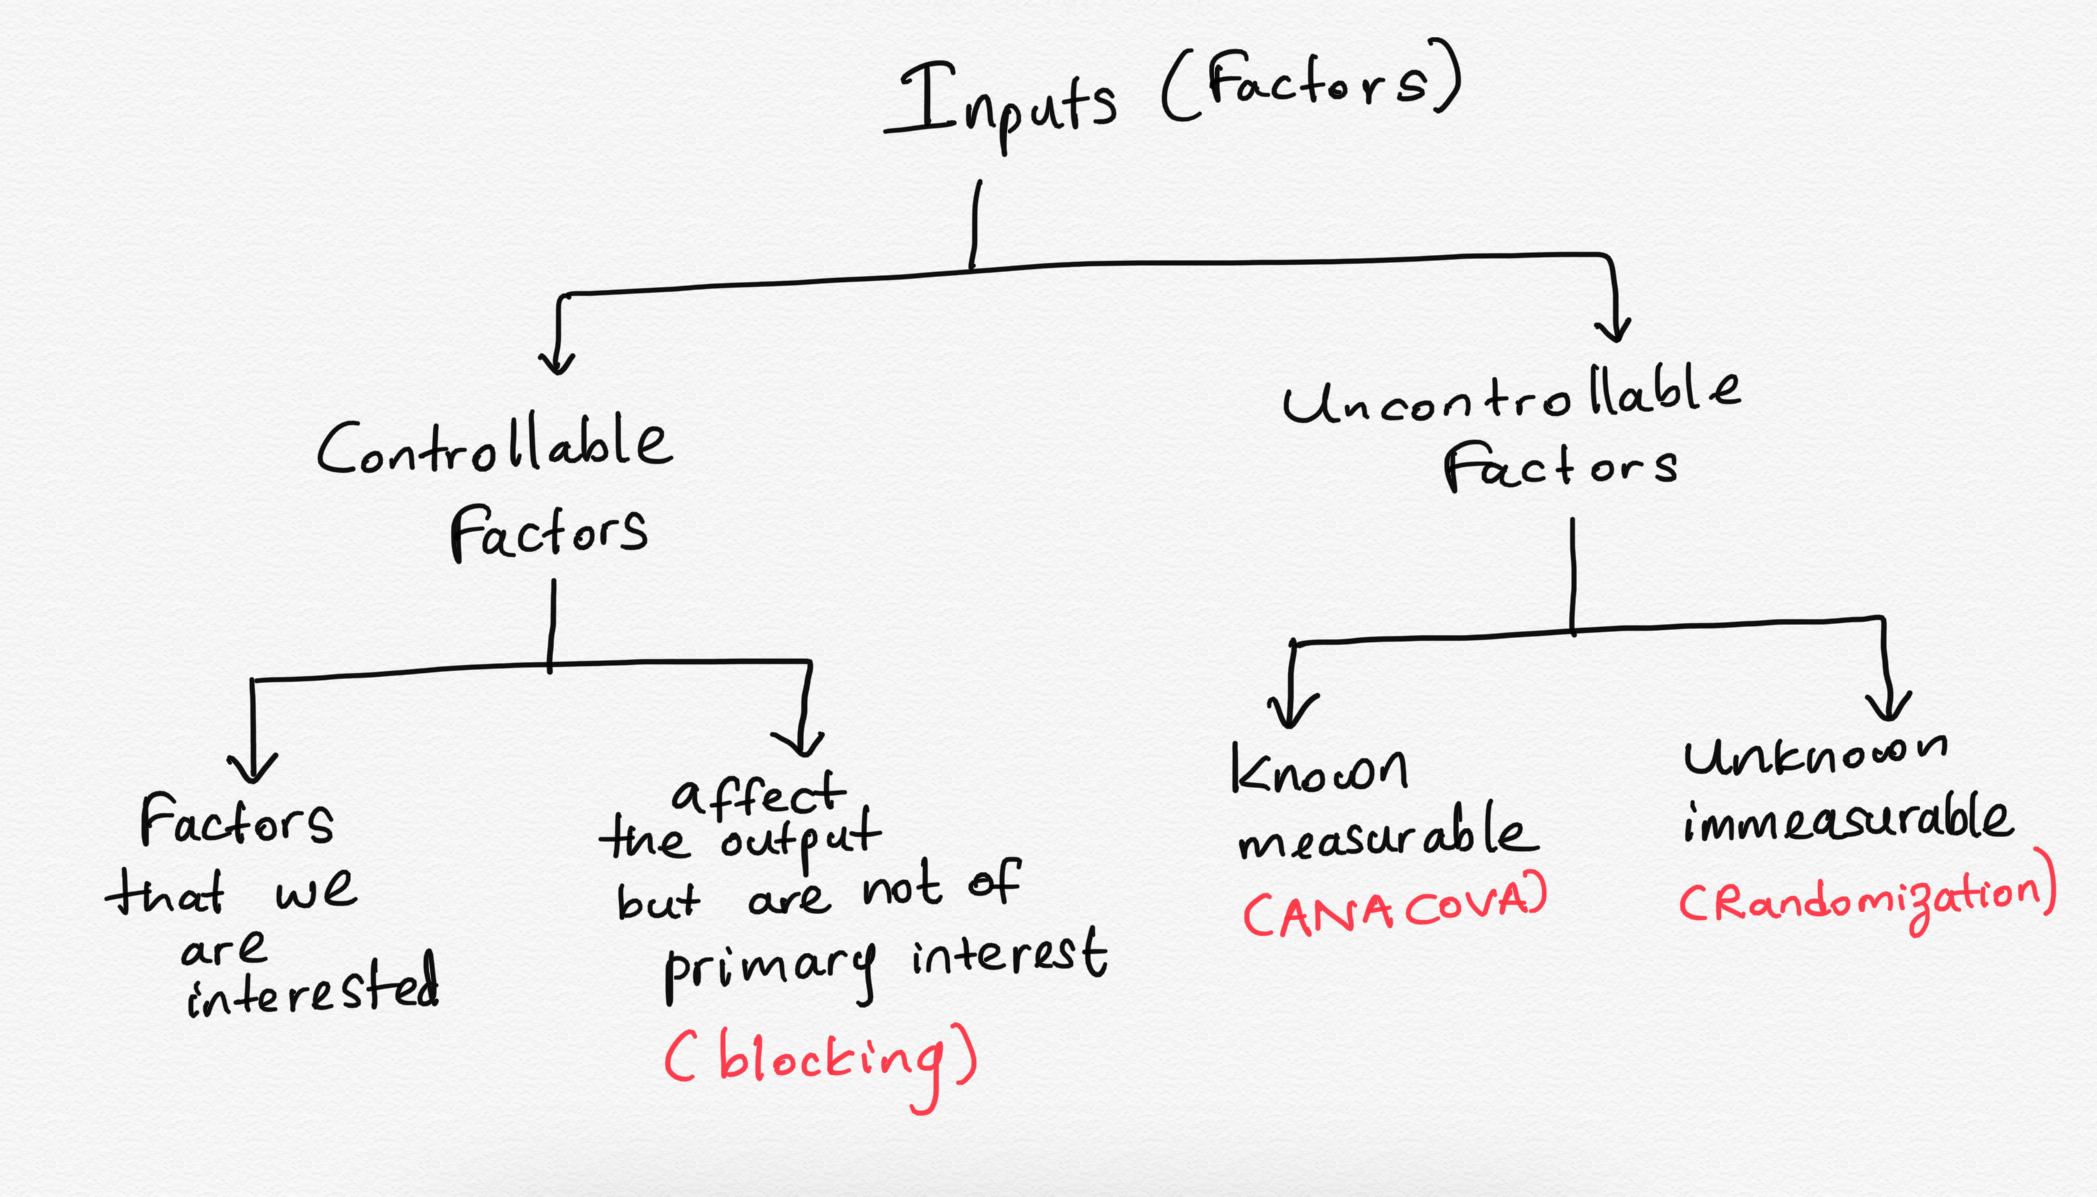 Inputs (Factors)
Controllable
Factors
Uncontrollable
Factors
Factors
that we
are
interested
affect
the output
but are not of
primary interest
(blocking)
Known
measurable
(ANACOVA)
Unknown
immeasurable
(Randomization)